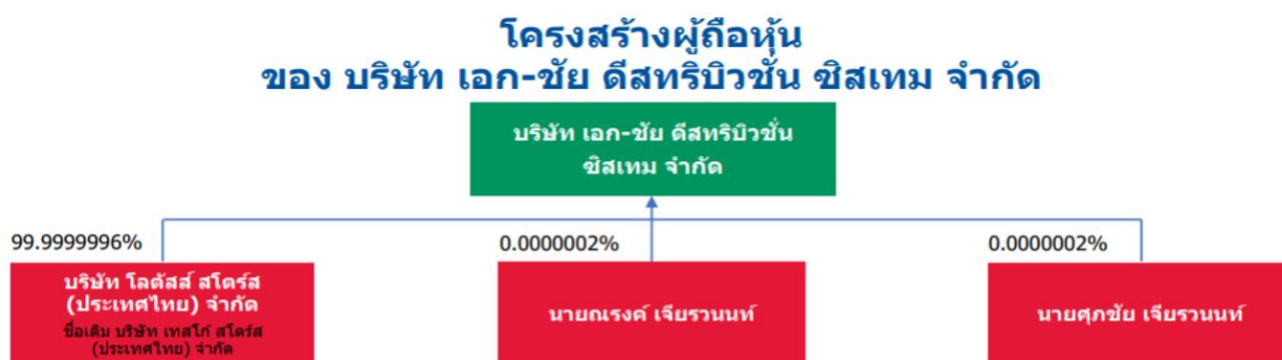 โครงสร้างผู้ถือหุ้น
ของ บริษัท เอก-ชัย ดีสทริบิวชั่น ซิสเทม จำกัด
บริษัท เอก-ชัย ดีสทริบิวชั่น
ซิสเทม จำกัด
99.9999996%
0.0000002%
0.0000002%
บริษัท โลตัสส์ สโตร์ส
(ประเทศไทย) จำกัด
ชื่อเดิม บริษัท เทสโก้ สโตร์ส
(ประเทศไทย) จำกัด
นายณรงค์ เจียรวนนท์
นายศุภชัย เจียรวนนท์